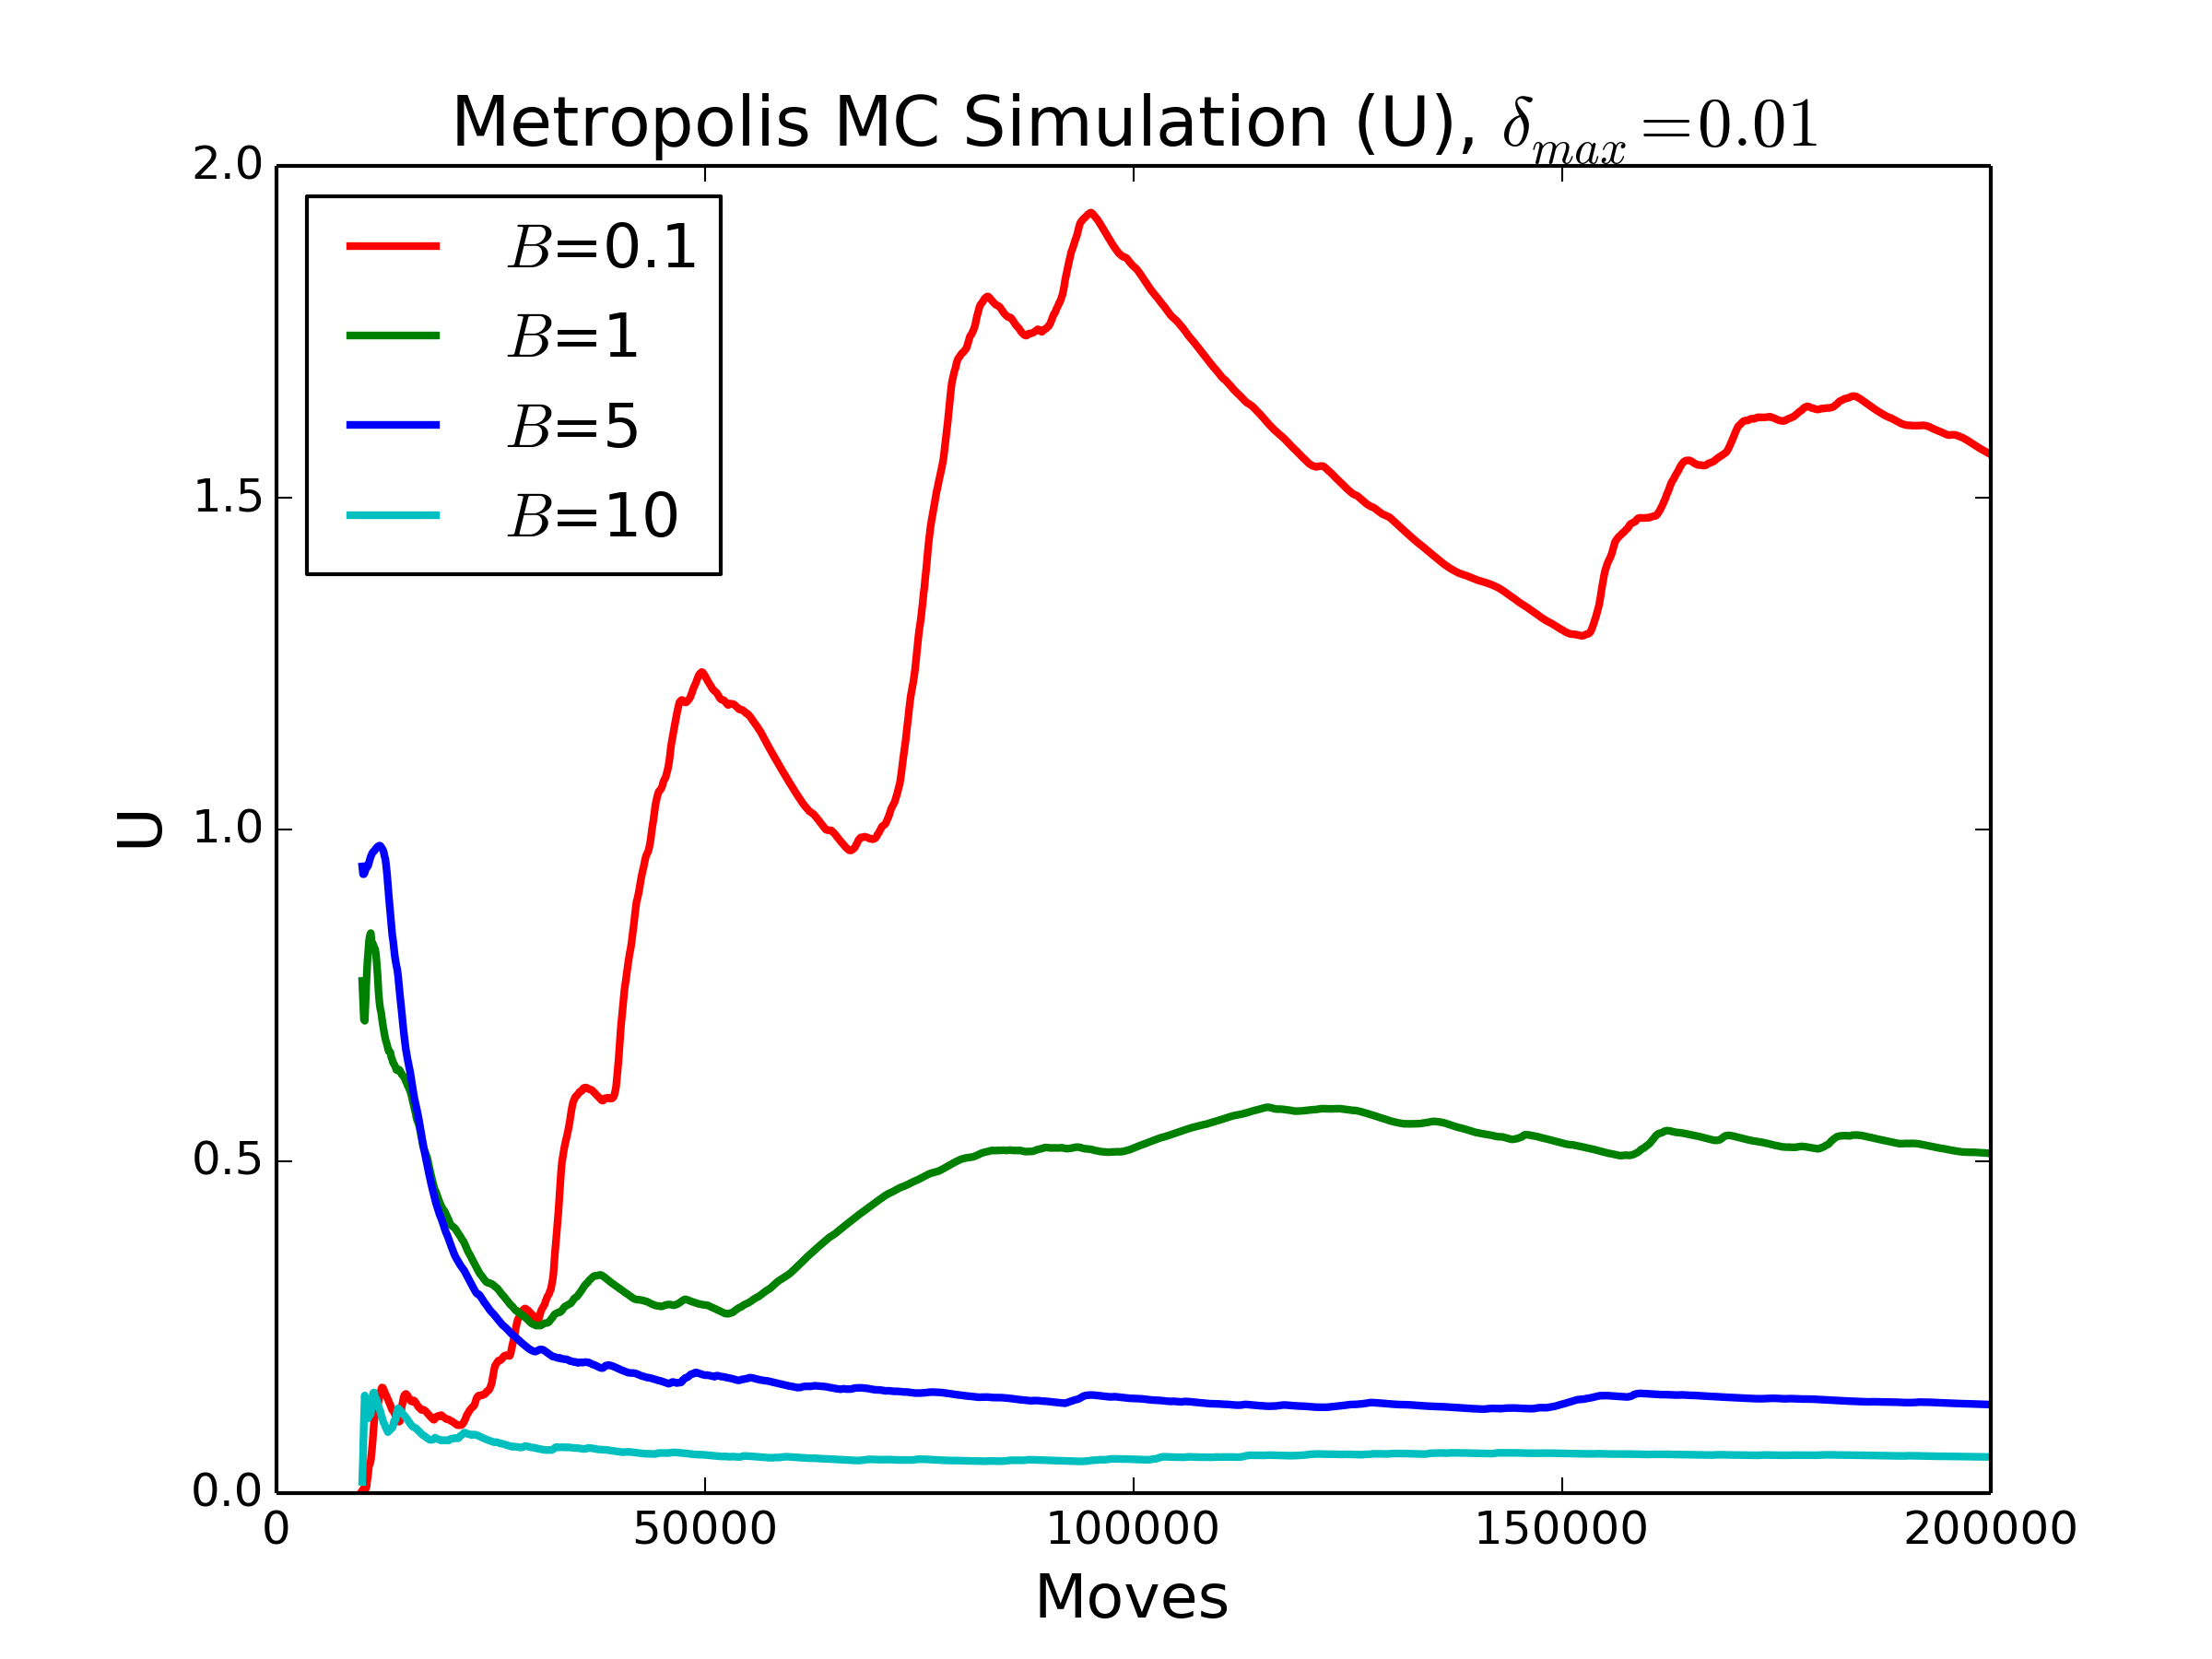 Metropolis MC Simulation (U), δmax=0.01
2.0
B=0.1
B=1
B=5
B=10
1.5
U
1.0
0.5
0.0
0 50000 100000 150000 200000
Moves